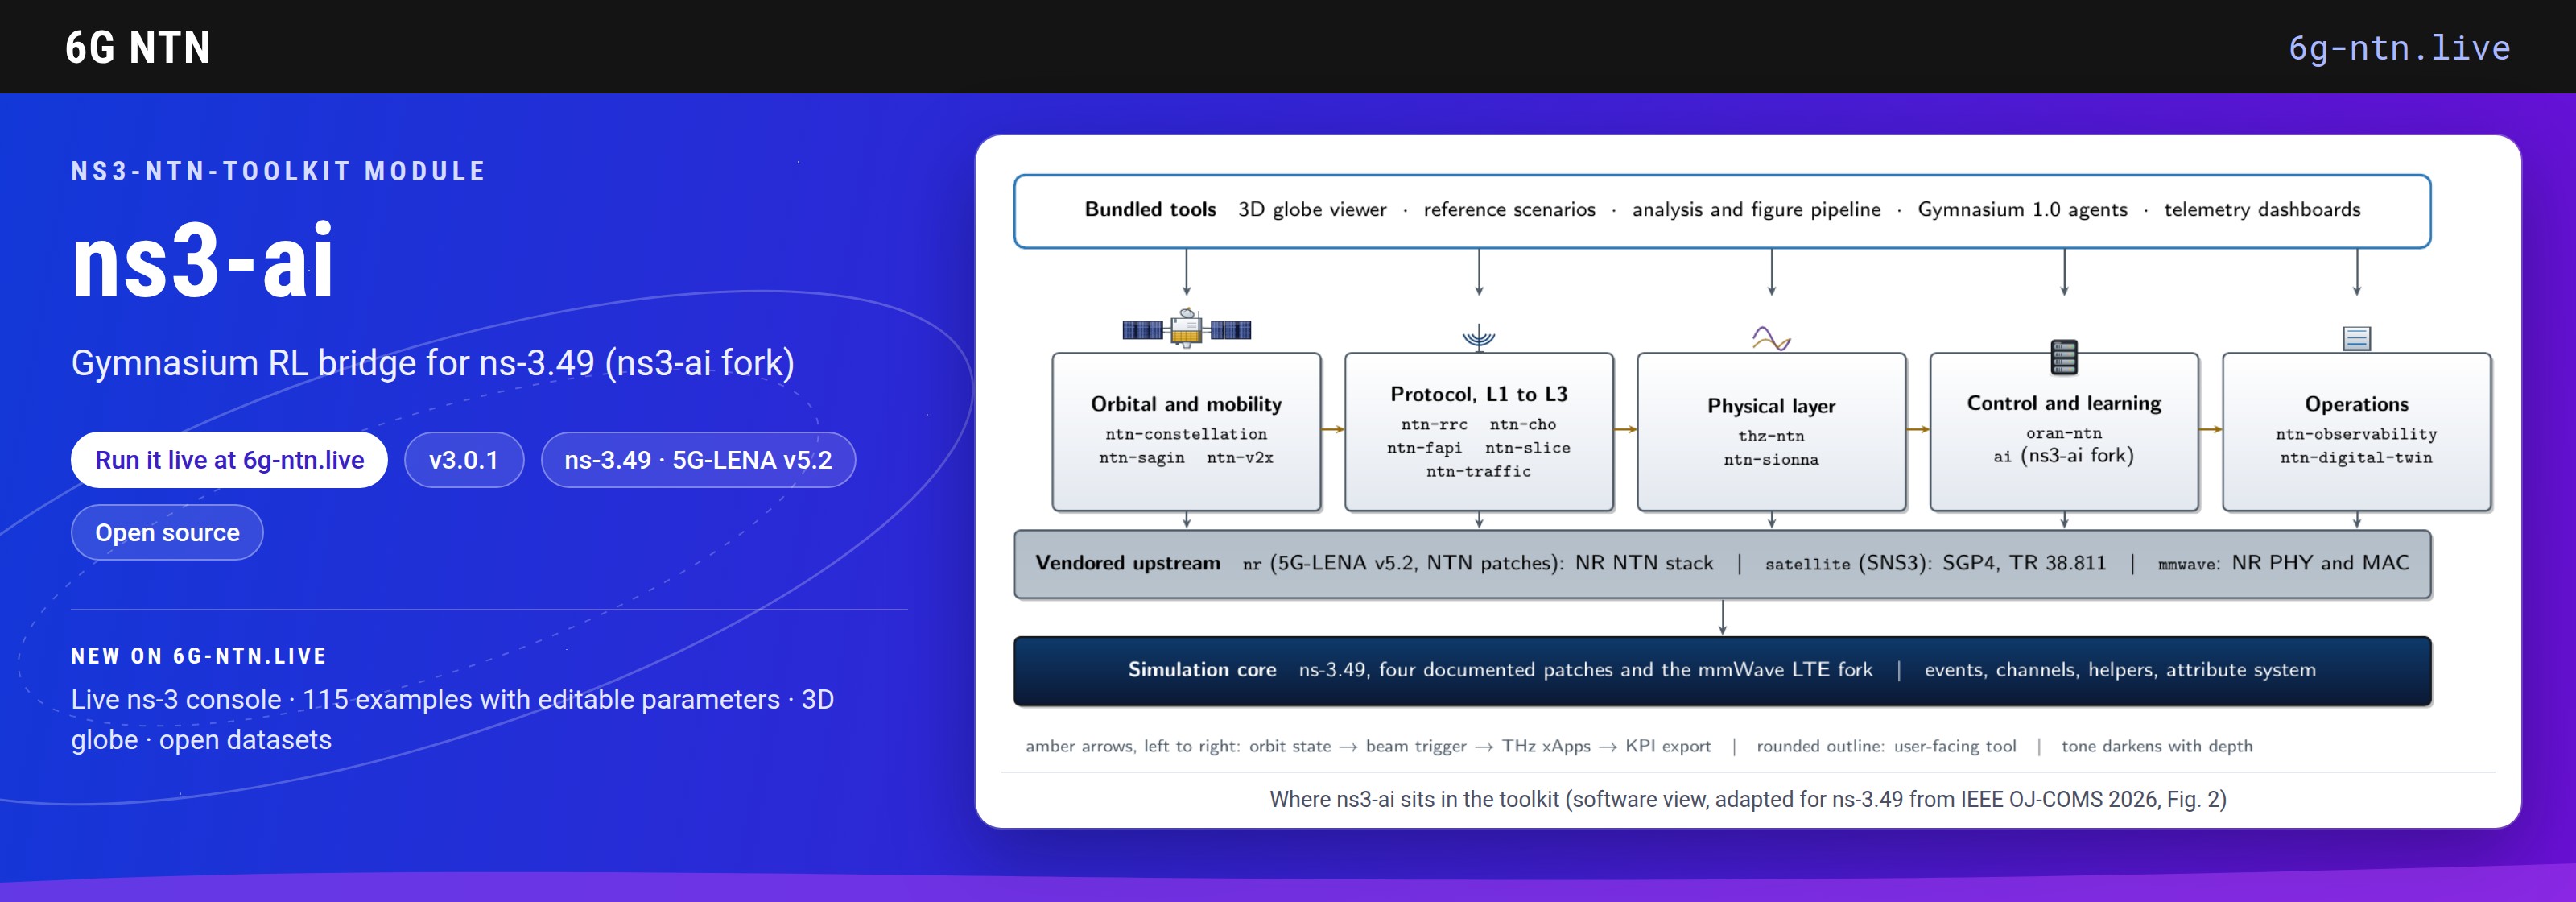 6G NTN
6g-ntn.live
NS3-NTN-TOOLKIT MODULE
ns3-ai
Gymnasium RL bridge for ns-3.49 (ns3-ai fork)
Run it live at 6g-ntn.live
v3.0.1
ns-3.49 · 5G-LENA v5.2
Open source
NEW ON 6G-NTN.LIVE
Live ns-3 console · 115 examples with editable parameters · 3D
globe · open datasets
Bundled tools 3D globe viewer · reference scenarios · analysis and figure pipeline · Gymnasium 1.0 agents · telemetry dashboards
Orbital and mobility
ntn-constellation
ntn-sagin ntn-v2x
Protocol, L1 to L3
ntn-rrc ntn-cho
ntn-fapi ntn-slice
ntn-traffic
Physical layer
thz-ntn
ntn-sionna
Control and learning
oran-ntn
ai (ns3-ai fork)
Operations
ntn-observability
ntn-digital-twin
Vendored upstream nr (5G-LENA v5.2, NTN patches): NR NTN stack | satellite (SNS3): SGP4, TR 38.811 | mmwave: NR PHY and MAC
Simulation core ns-3.49, four documented patches and the mmWave LTE fork | events, channels, helpers, attribute system
amber arrows, left to right: orbit state → beam trigger → THz xApps → KPI export | rounded outline: user-facing tool | tone darkens with depth
Where ns3-ai sits in the toolkit (software view, adapted for ns-3.49 from IEEE OJ-COMS 2026, Fig. 2)